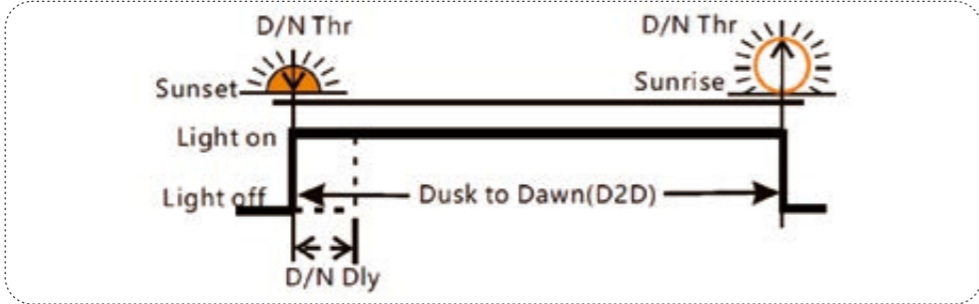 D/N Thr
D/N Thr
Sunset
Sunrise
Light on
Light off
Dusk to Dawn(D2D)
D/N Dly